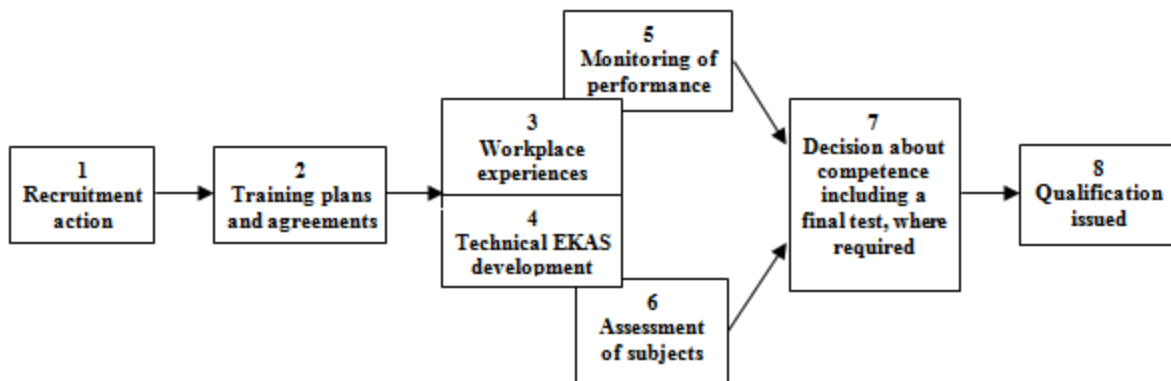 1
Recruitment
action
2
Training plans
and agreements
3
Workplace
experiences
4
Technical EKAS
development
5
Monitoring of
performance
6
Assessment
of subjects
7
Decision about
competence
including a
final test, where
required
8
Qualification
issued